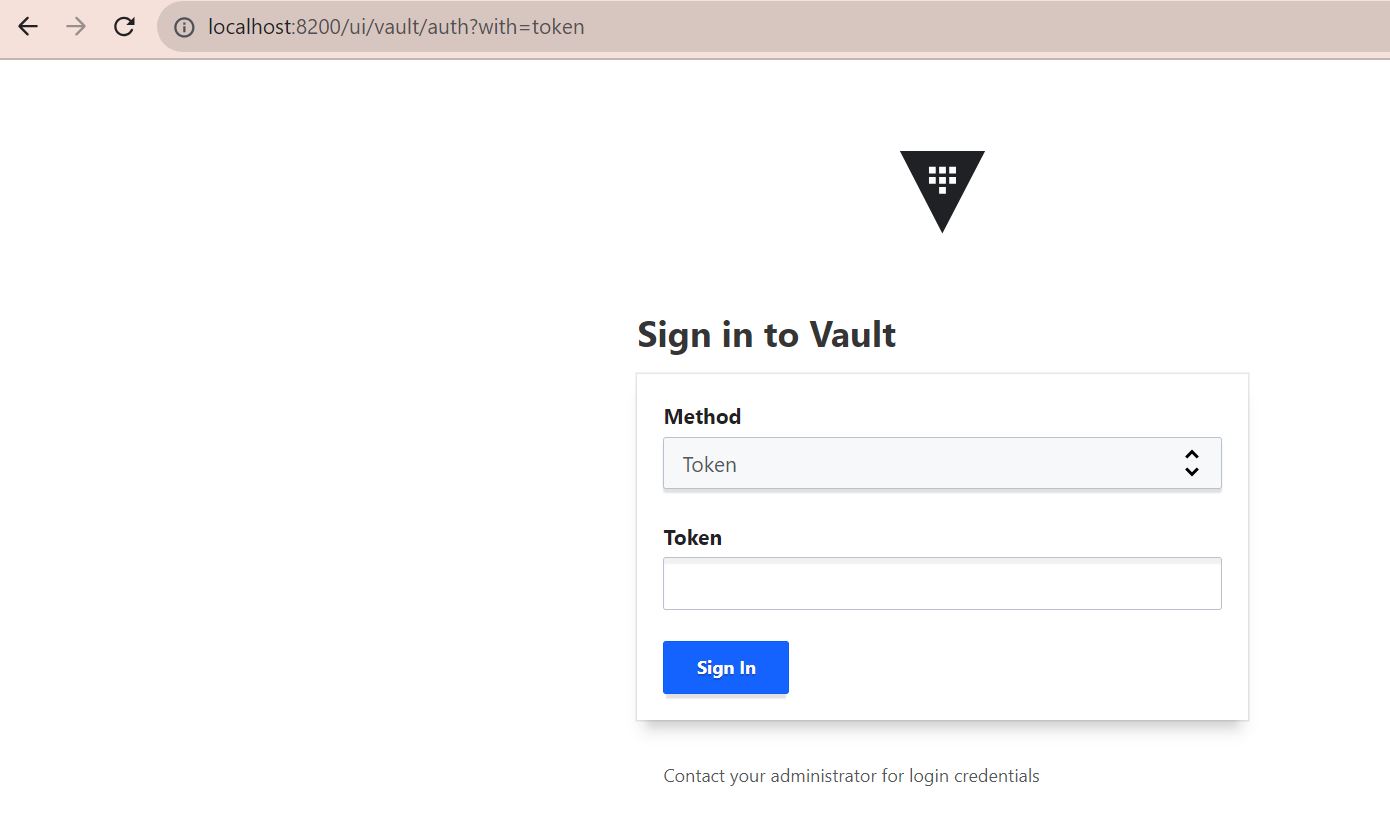 localhost:8200/ui/vault/auth?with=token
Sign in to Vault
Method
Token
Token
Sign In
Contact your administrator for login credentials